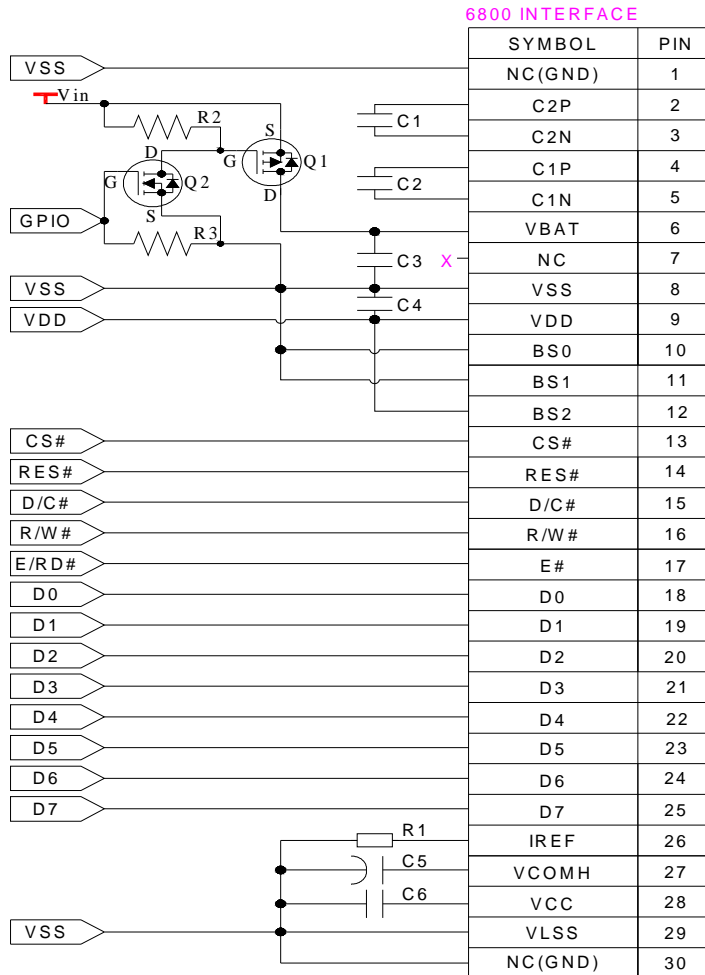 6800 INTERFACE
SYMBOL PIN
VSS NC(GND) 1
Vin C2P 2
R2 C1 C2N 3
S
D G Q1 C1P 4
G Q2 C2 C1N 5
D
GPIO S R3 VBAT 6
C3 X NC 7
VSS VSS 8
C4
VDD VDD 9
BS0 10
BS1 11
BS2 12
CS# CS# 13
RES# RES# 14
D/C# D/C# 15
R/W# R/W# 16
E/RD# E# 17
D0 D0 18
D1 D1 19
D2 D2 20
D3 D3 21
D4 D4 22
D5 D5 23
D6 D6 24
D7 D7 25
R1 IREF 26
C5 VCOMH 27
C6 VCC 28
VSS VLSS 29
NC(GND) 30